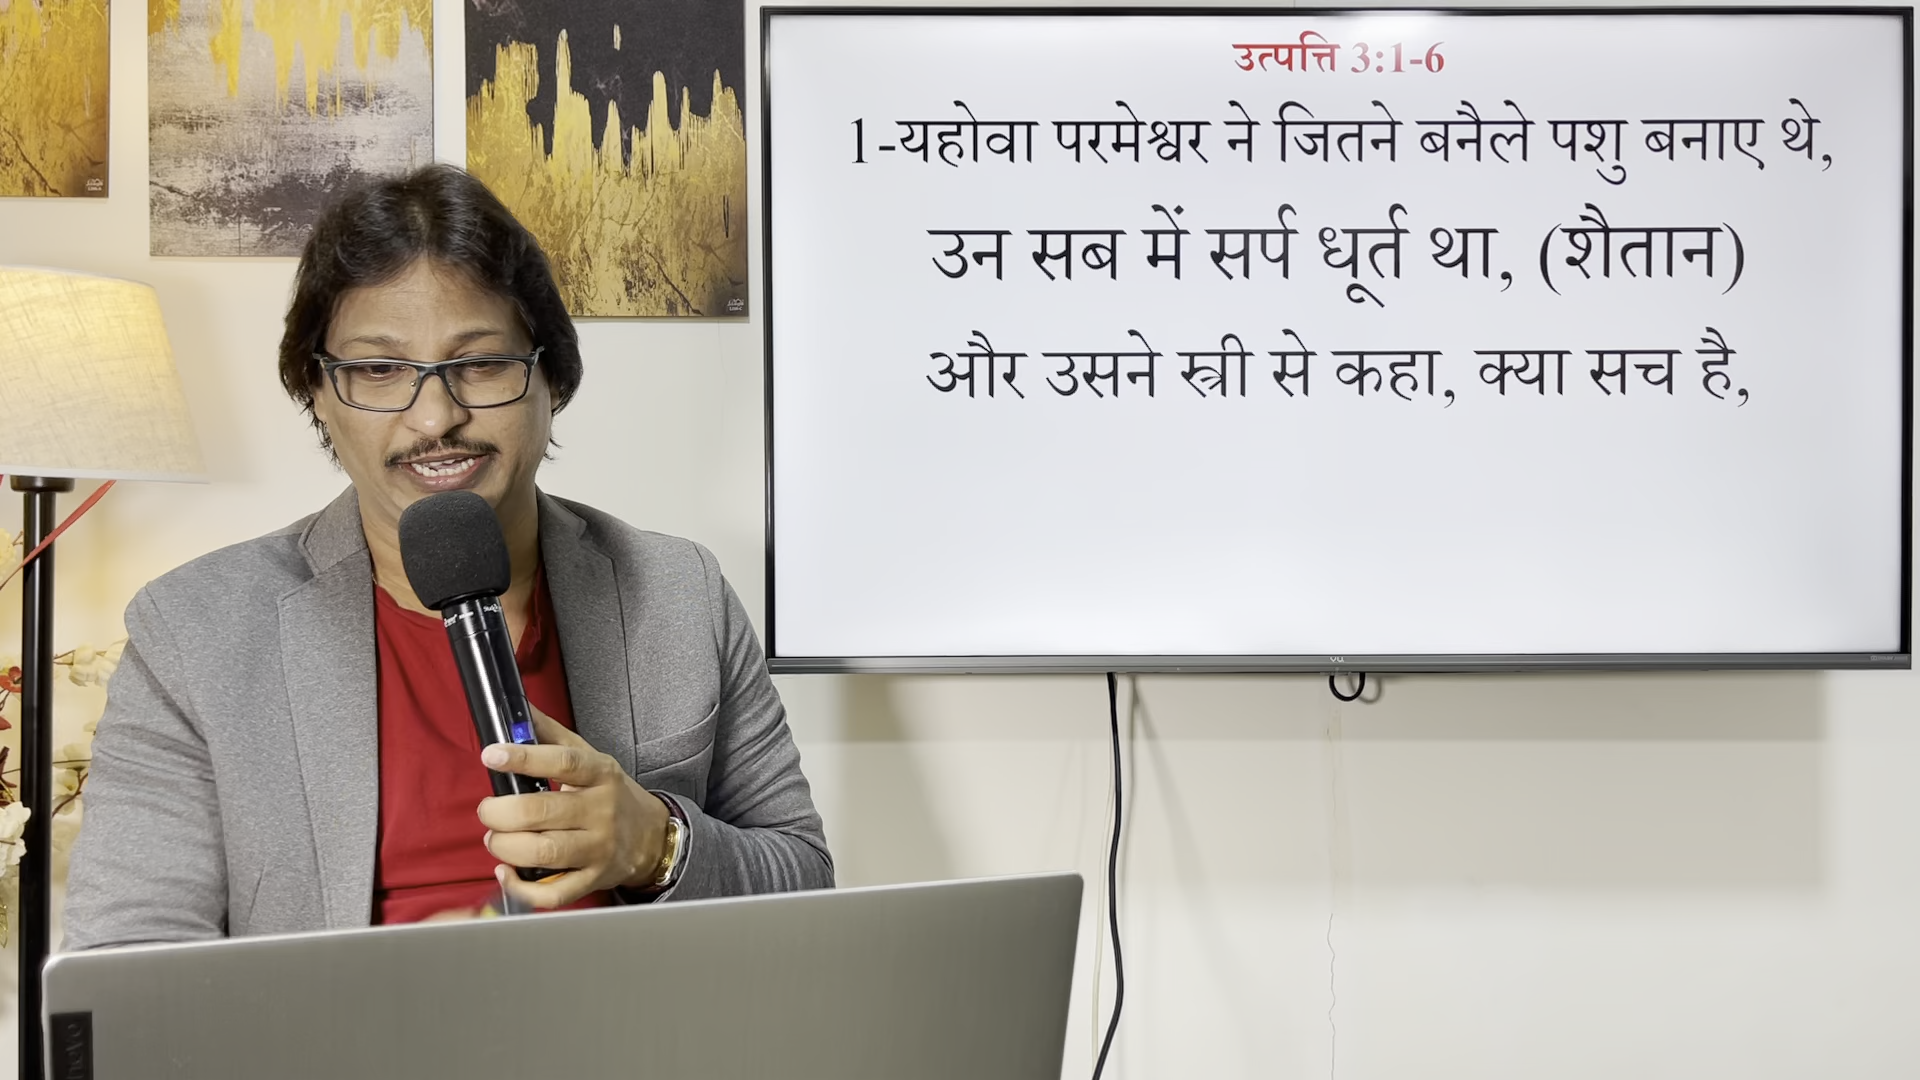 उत्पत्ति 3:1-6
1-यहोवा परमेश्वर ने जितने बनैले पशु बनाए थे,
उन सब में सर्प धूर्त था, (शैतान)
और उसने स्त्री से कहा, क्या सच है,
vu